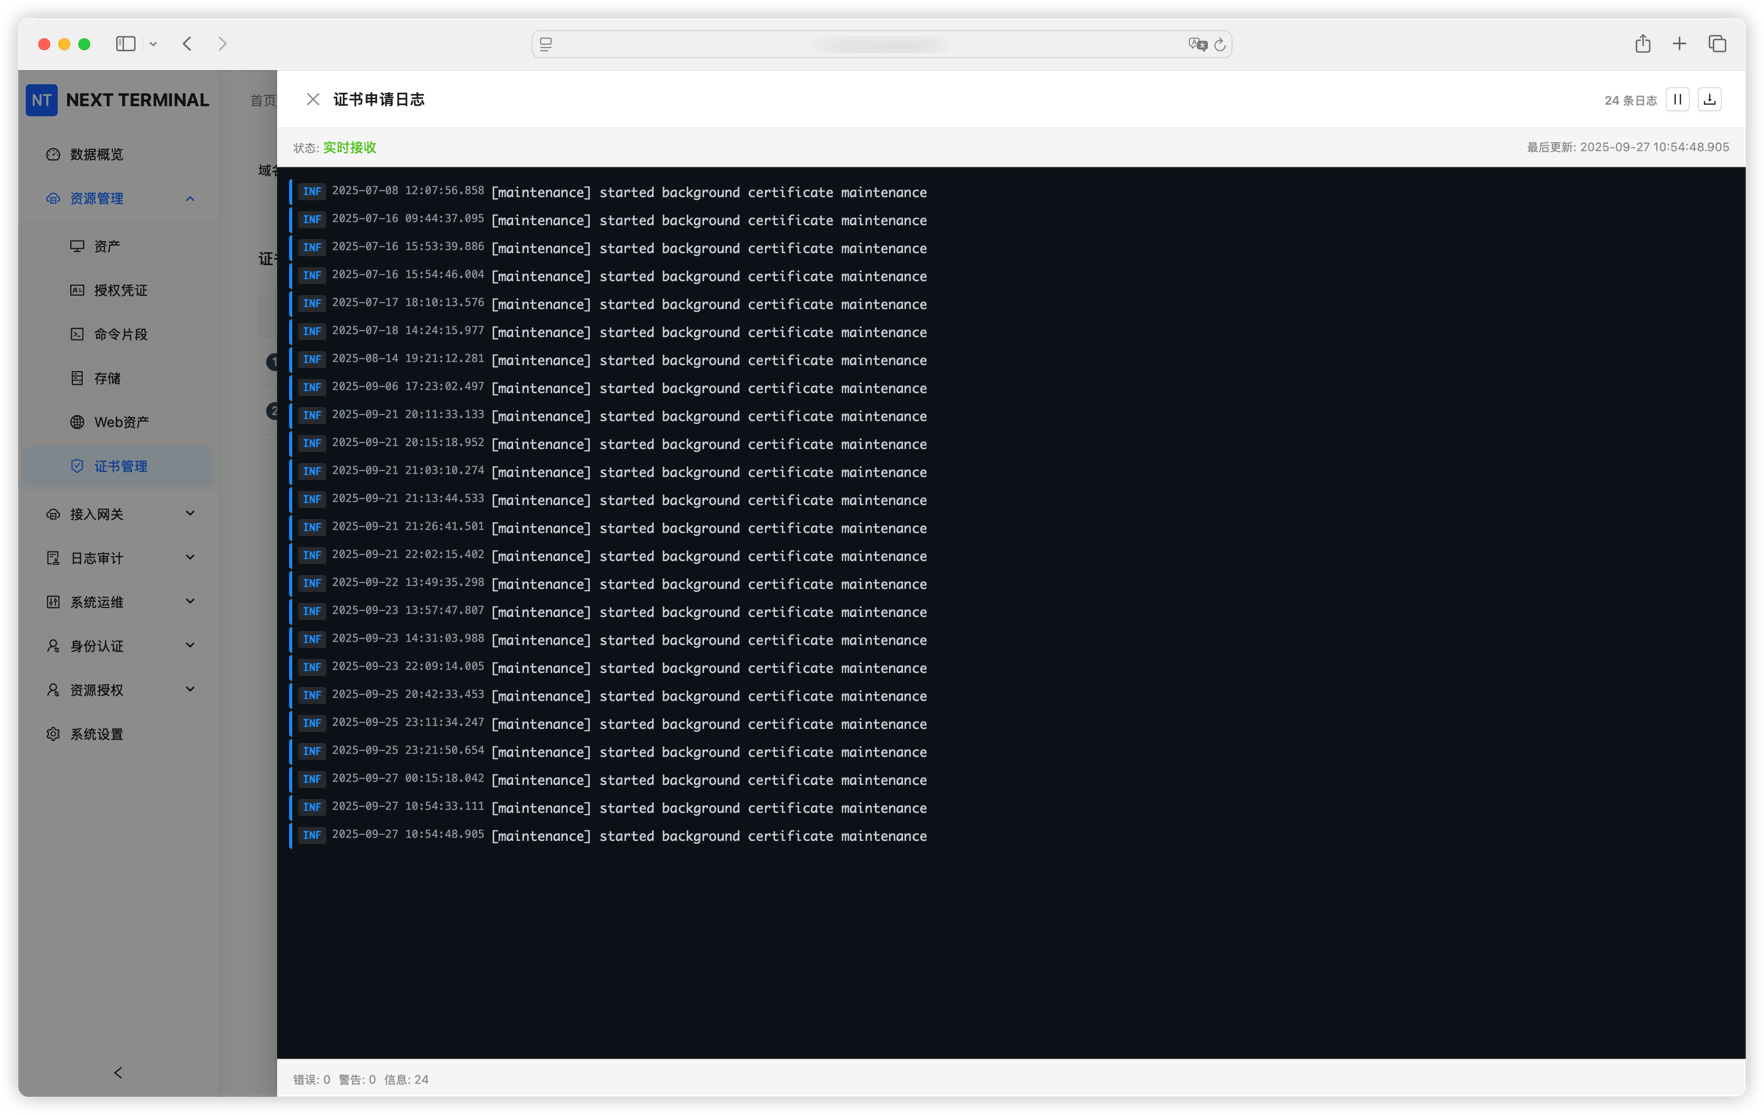 NT NEXT TERMINAL
首页
数据概览
资源管理
资产
授权凭证
命令片段
存储
Web资产
证书管理
接入网关
日志审计
系统运维
身份认证
资源授权
系统设置
1
2
证书申请日志
24 条日志
状态: 实时接收
最后更新: 2025-09-27 10:54:48.905
INF 2025-07-08 12:07:56.858 [maintenance] started background certificate maintenance
INF 2025-07-16 09:44:37.095 [maintenance] started background certificate maintenance
INF 2025-07-16 15:53:39.886 [maintenance] started background certificate maintenance
INF 2025-07-16 15:54:46.004 [maintenance] started background certificate maintenance
INF 2025-07-17 18:10:13.576 [maintenance] started background certificate maintenance
INF 2025-07-18 14:24:15.977 [maintenance] started background certificate maintenance
INF 2025-08-14 19:21:12.281 [maintenance] started background certificate maintenance
INF 2025-09-06 17:23:02.497 [maintenance] started background certificate maintenance
INF 2025-09-21 20:11:33.133 [maintenance] started background certificate maintenance
INF 2025-09-21 20:15:18.952 [maintenance] started background certificate maintenance
INF 2025-09-21 21:03:10.274 [maintenance] started background certificate maintenance
INF 2025-09-21 21:13:44.533 [maintenance] started background certificate maintenance
INF 2025-09-21 21:26:41.501 [maintenance] started background certificate maintenance
INF 2025-09-21 22:02:15.402 [maintenance] started background certificate maintenance
INF 2025-09-22 13:49:35.298 [maintenance] started background certificate maintenance
INF 2025-09-23 13:57:47.807 [maintenance] started background certificate maintenance
INF 2025-09-23 14:31:03.988 [maintenance] started background certificate maintenance
INF 2025-09-23 22:09:14.005 [maintenance] started background certificate maintenance
INF 2025-09-25 20:42:33.453 [maintenance] started background certificate maintenance
INF 2025-09-25 23:11:34.247 [maintenance] started background certificate maintenance
INF 2025-09-25 23:21:50.654 [maintenance] started background certificate maintenance
INF 2025-09-27 00:15:18.042 [maintenance] started background certificate maintenance
INF 2025-09-27 10:54:33.111 [maintenance] started background certificate maintenance
INF 2025-09-27 10:54:48.905 [maintenance] started background certificate maintenance
错误: 0 警告: 0 信息: 24